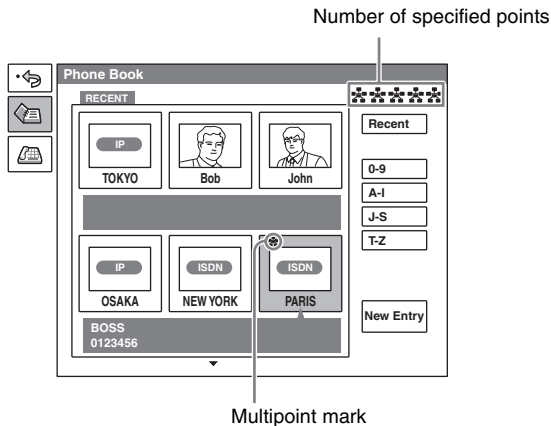 Number of specified points
Phone Book
RECENT
IP
TOKYO
Bob
John
Recent
0-9
A-I
J-S
T-Z
IP
OSAKA
ISDN
NEW YORK
ISDN
PARIS
BOSS
0123456
New Entry
Multipoint mark